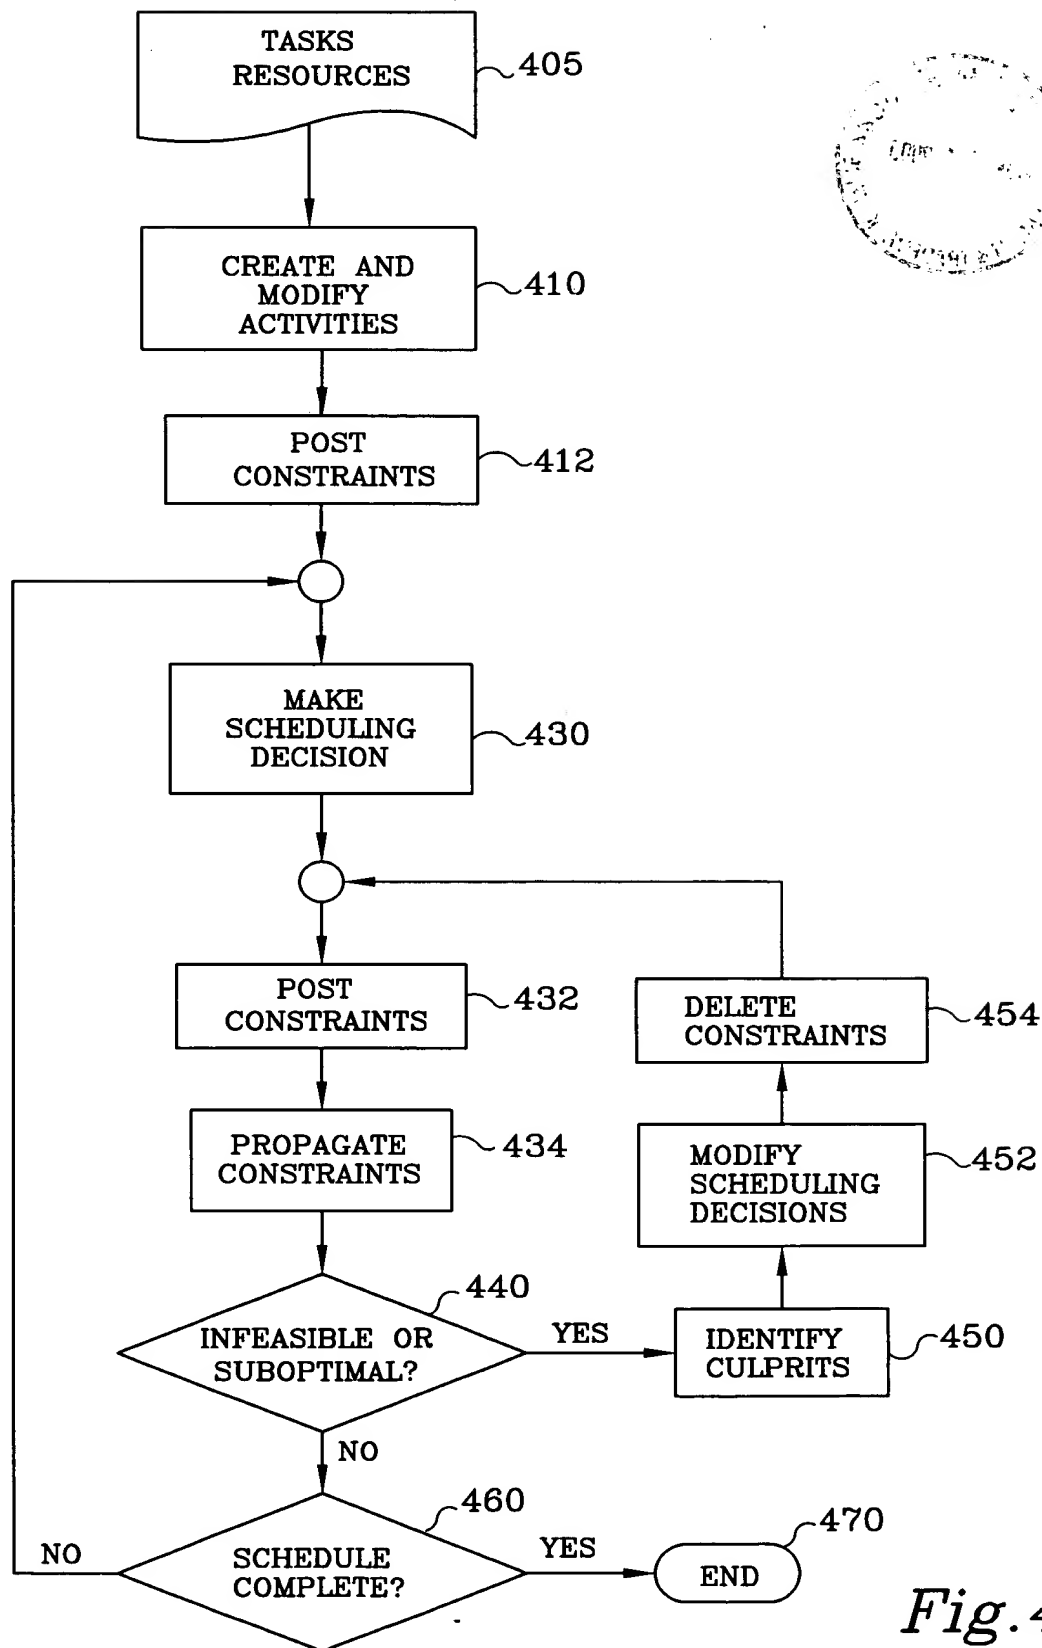 TASKS
RESOURCES
405
CREATE AND
MODIFY
ACTIVITIES
410
POST
CONSTRAINTS
412
MAKE
SCHEDULING
DECISION
430
POST
CONSTRAINTS
432
PROPAGATE
CONSTRAINTS
434
DELETE
CONSTRAINTS
454
MODIFY
SCHEDULING
DECISIONS
452
INFEASIBLE OR
SUBOPTIMAL?
440
YES
IDENTIFY
CULPRITS
450
NO
SCHEDULE
COMPLETE?
460
NO
YES
END
470
Fig.4